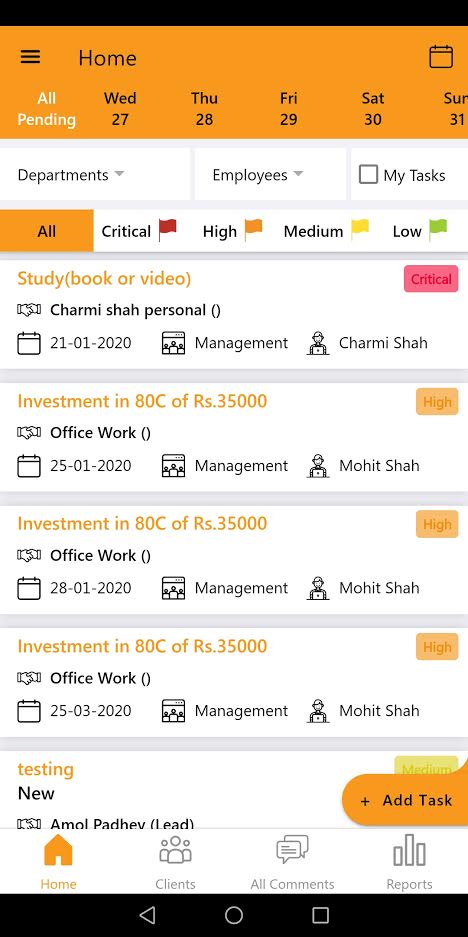 Home
All Pending
Wed 27
Thu 28
Fri 29
Sat 30
Sun 31
Departments
Employees
My Tasks
All
Critical
High
Medium
Low
Study(book or video)
Critical
Charmi shah personal ()
21-01-2020
Management
Charmi Shah
Investment in 80C of Rs.35000
High
Office Work ()
25-01-2020
Management
Mohit Shah
Investment in 80C of Rs.35000
High
Office Work ()
28-01-2020
Management
Mohit Shah
Investment in 80C of Rs.35000
High
Office Work ()
25-03-2020
Management
Mohit Shah
testing
Medium
New
Amol Padhey (Lead)
+ Add Task
Home
Clients
All Comments
Reports